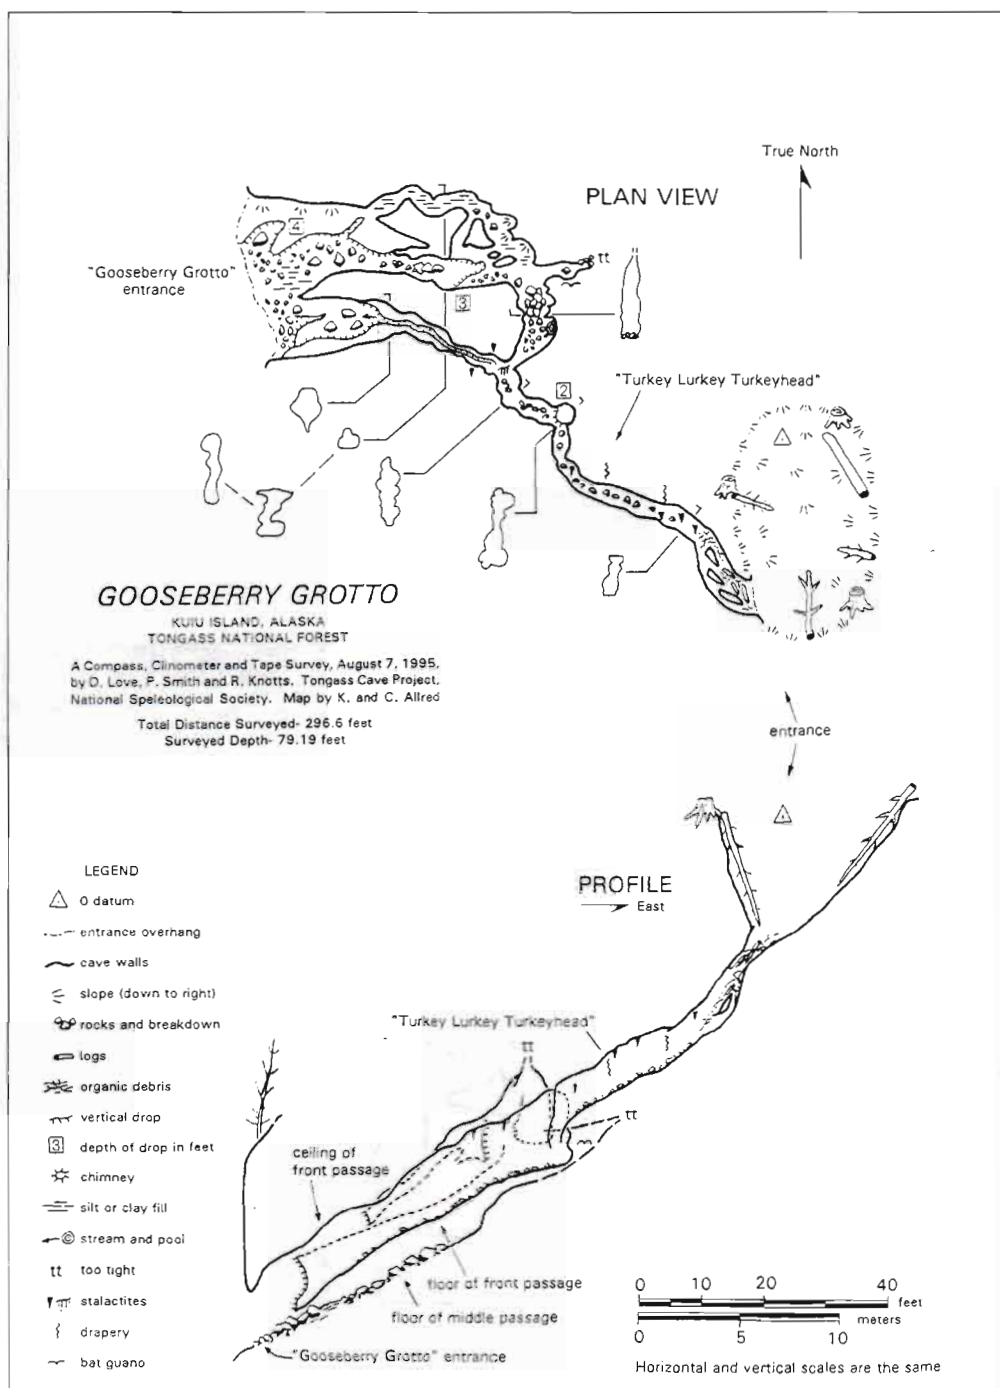 True North
PLAN VIEW
4
tt
"Gooseberry Grotto"
entrance
3
"Turkey Lurkey Turkeyhead"
2
GOOSEBERRY GROTTO
KUIU ISLAND, ALASKA
TONGASS NATIONAL FOREST
A Compass, Clinometer and Tape Survey, August 7, 1995,
by D. Love, P. Smith and R. Knotts. Tongass Cave Project,
National Speleological Society. Map by K. and C. Allred
Total Distance Surveyed- 296.6 feet
Surveyed Depth- 79.19 feet
entrance
LEGEND
0 datum
entrance overhang
cave walls
slope (down to right)
rocks and breakdown
logs
organic debris
vertical drop
3 depth of drop in feet
chimney
silt or clay fill
stream and pool
tt too tight
stalactites
drapery
bat guano
PROFILE
East
"Turkey Lurkey Turkeyhead"
tt
tt
ceiling of
front passage
floor of front passage
floor of middle passage
"Gooseberry Grotto" entrance
0 10 20 40
feet
meters
0 5 10
Horizontal and vertical scales are the same